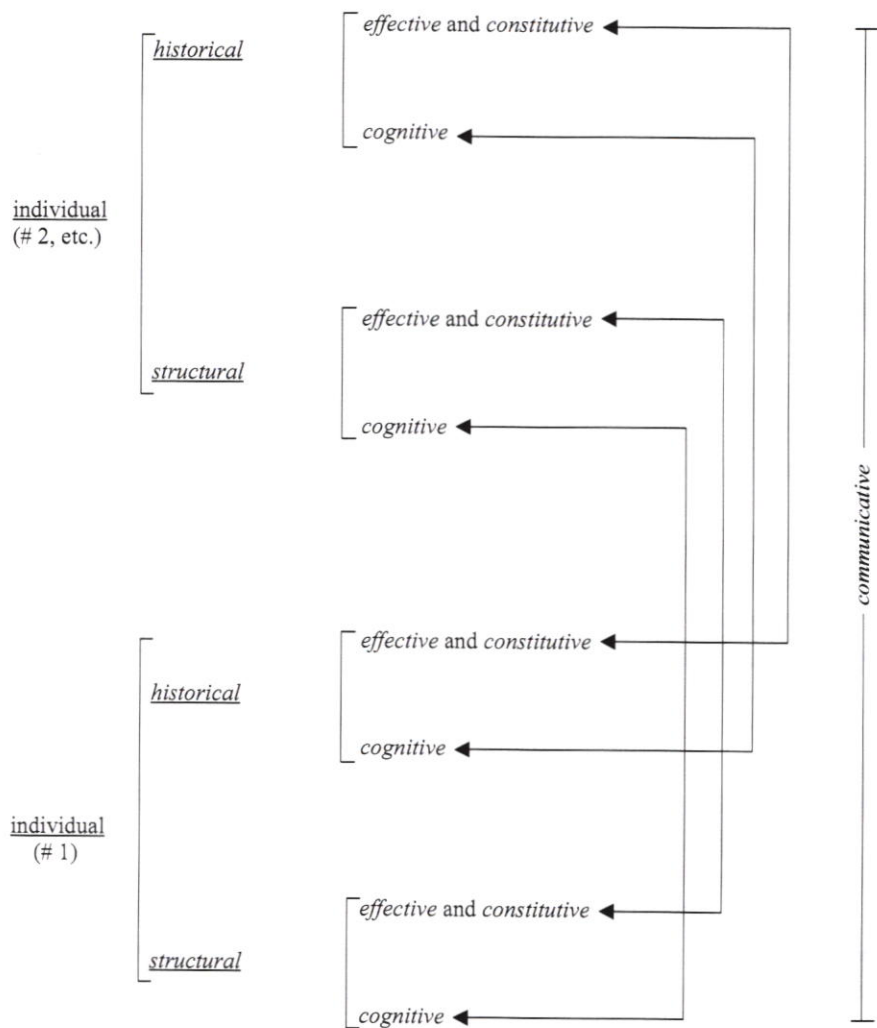 effective and constitutive
historical
cognitive
individual
(# 2, etc.)
effective and constitutive
structural
cognitive
communicative
effective and constitutive
historical
cognitive
individual
(# 1)
effective and constitutive
structural
cognitive